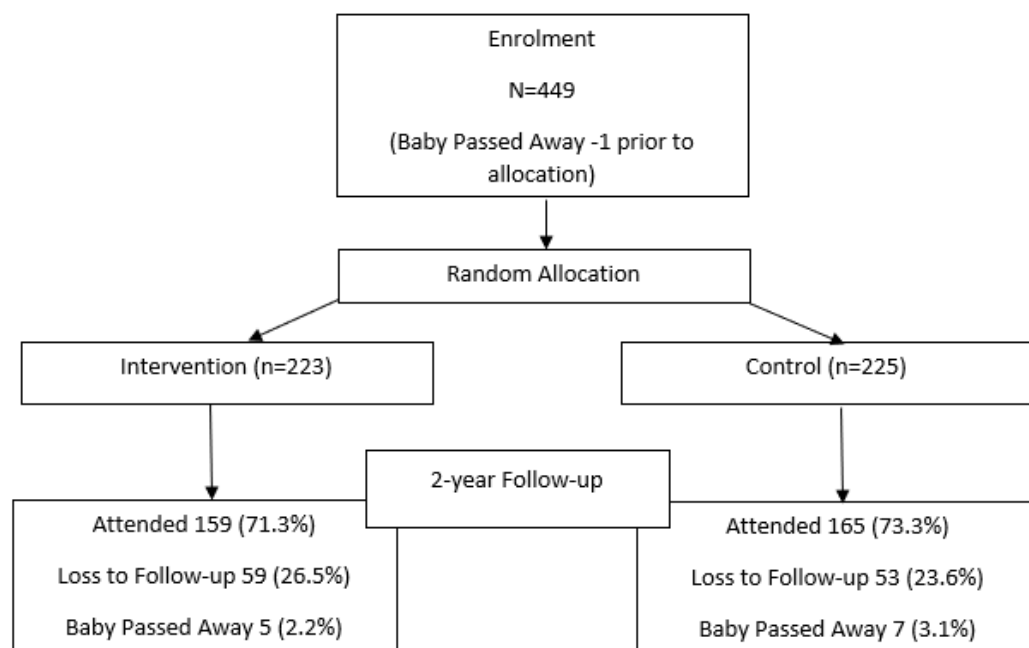 Enrolment
N=449
(Baby Passed Away -1 prior to
allocation)
Random Allocation
Intervention (n=223)
Control (n=225)
2-year Follow-up
Attended 159 (71.3%)
Loss to Follow-up 59 (26.5%)
Baby Passed Away 5 (2.2%)
Attended 165 (73.3%)
Loss to Follow-up 53 (23.6%)
Baby Passed Away 7 (3.1%)